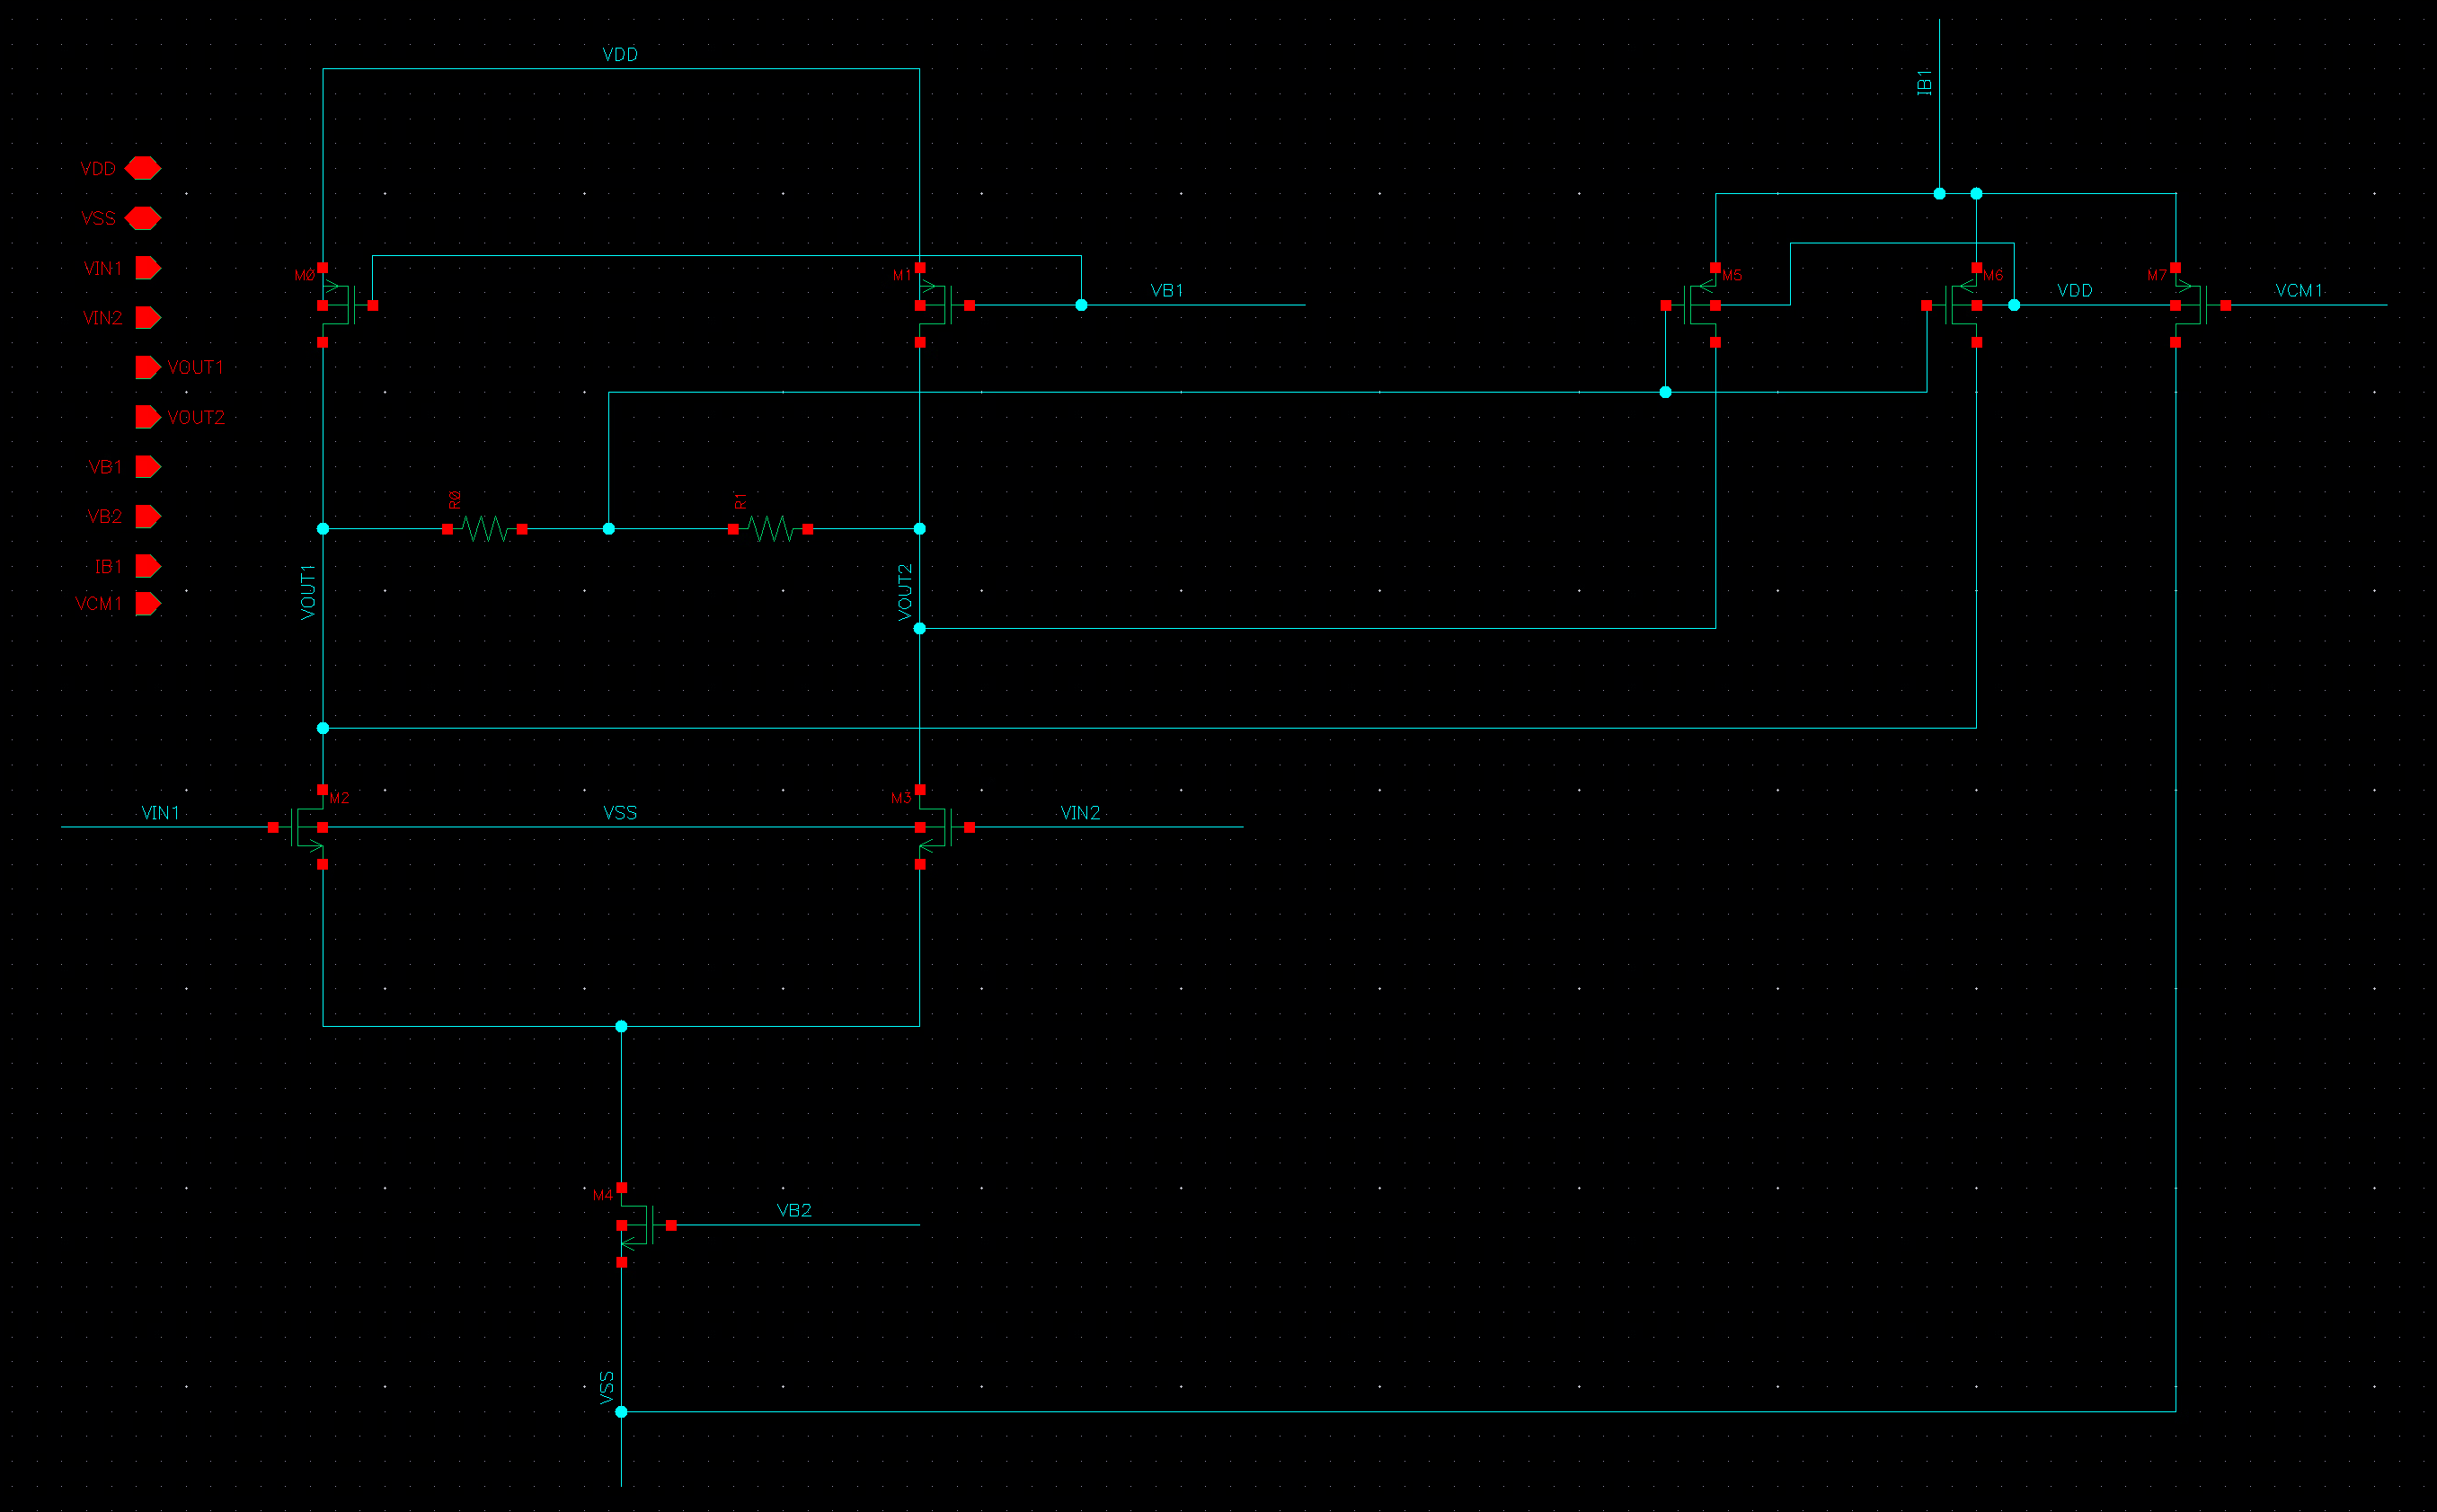 VDD
IB1
VDD
VSS
VIN1
VIN2
VOUT1
VOUT2
VB1
VB2
IB1
VCM1
M0
M1
VB1
M5
M6
VDD
M7
VCM1
R0
R1
VOUT1
VOUT2
VIN1
M2
VSS
M3
VIN2
M4
VB2
VSS